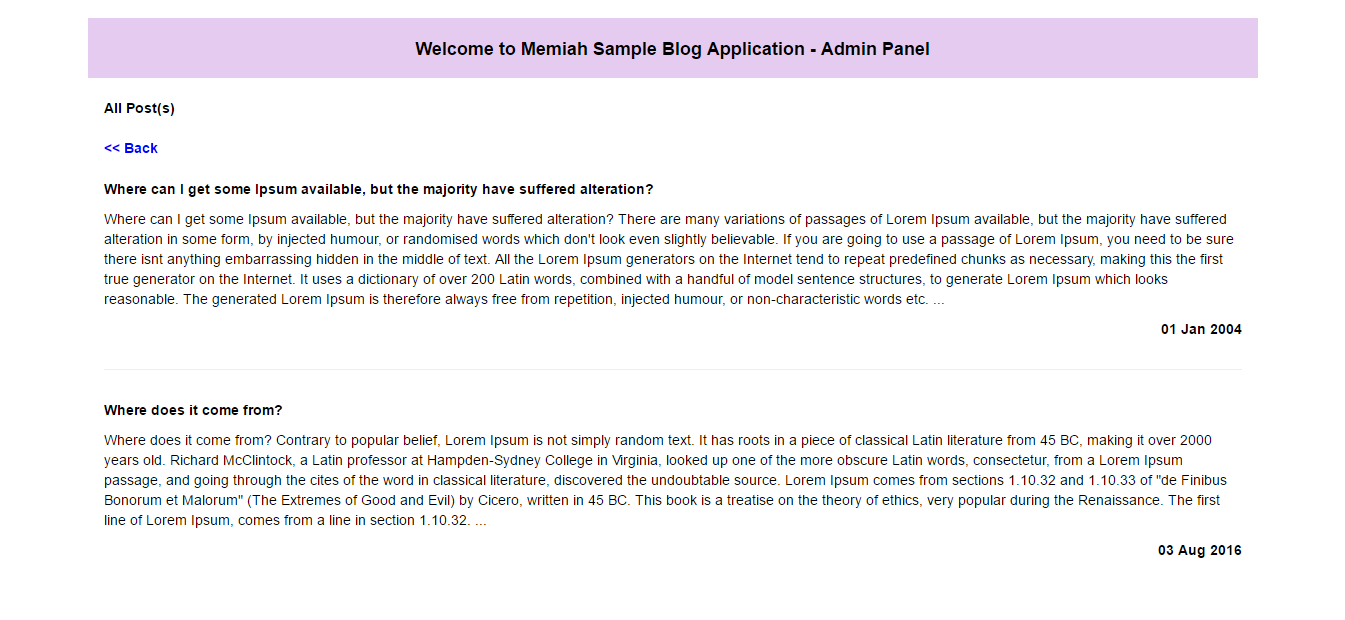 Welcome to Memiah Sample Blog Application - Admin Panel
All Post(s)
<< Back
Where can I get some Ipsum available, but the majority have suffered alteration?
Where can I get some Ipsum available, but the majority have suffered alteration? There are many variations of passages of Lorem Ipsum available, but the majority have suffered
alteration in some form, by injected humour, or randomised words which don't look even slightly believable. If you are going to use a passage of Lorem Ipsum, you need to be sure
there isnt anything embarrassing hidden in the middle of text. All the Lorem Ipsum generators on the Internet tend to repeat predefined chunks as necessary, making this the first
true generator on the Internet. It uses a dictionary of over 200 Latin words, combined with a handful of model sentence structures, to generate Lorem Ipsum which looks
reasonable. The generated Lorem Ipsum is therefore always free from repetition, injected humour, or non-characteristic words etc. ...
01 Jan 2004
Where does it come from?
Where does it come from? Contrary to popular belief, Lorem Ipsum is not simply random text. It has roots in a piece of classical Latin literature from 45 BC, making it over 2000
years old. Richard McClintock, a Latin professor at Hampden-Sydney College in Virginia, looked up one of the more obscure Latin words, consectetur, from a Lorem Ipsum
passage, and going through the cites of the word in classical literature, discovered the undoubtable source. Lorem Ipsum comes from sections 1.10.32 and 1.10.33 of "de Finibus
Bonorum et Malorum" (The Extremes of Good and Evil) by Cicero, written in 45 BC. This book is a treatise on the theory of ethics, very popular during the Renaissance. The first
line of Lorem Ipsum, comes from a line in section 1.10.32. ...
03 Aug 2016